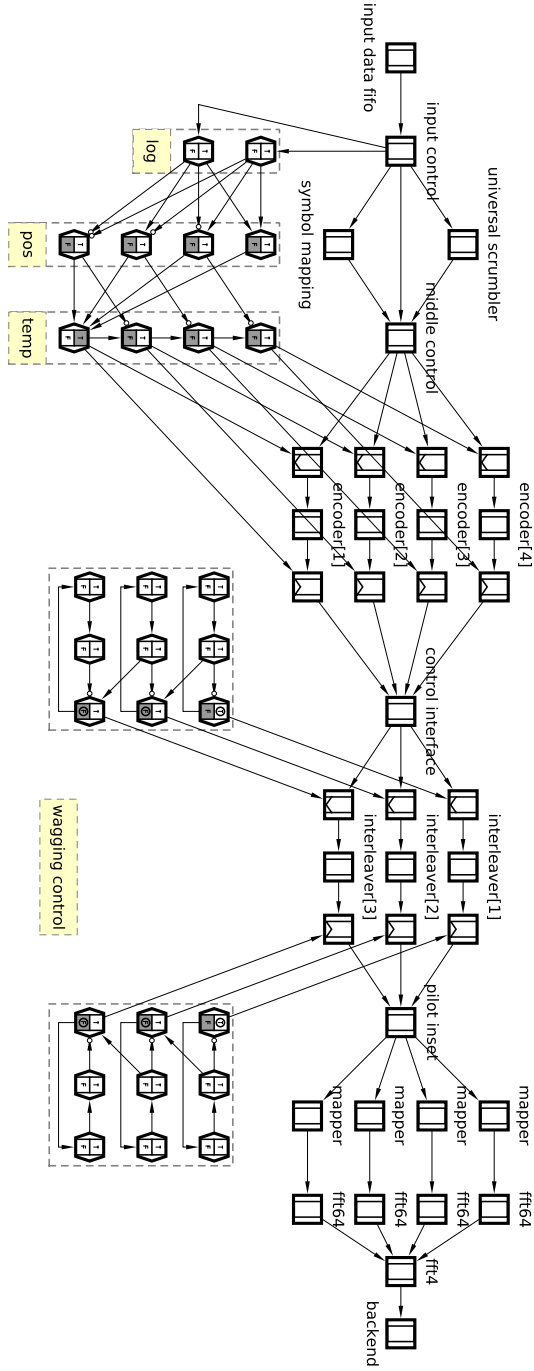 input data fifo
input control
universal scrumbler
symbol mapping
middle control
log
T F
T F
pos
T F
T F
T F
T F
temp
T F
T F
T F
T F
encoder[4]
encoder[3]
encoder[2]
encoder[1]
control interface
T F
T F
T F
T F
T F
T F
T F
T F
T F
interleaver[1]
interleaver[2]
interleaver[3]
wagging control
pilot inset
T F
T F
T F
T F
T F
T F
T F
T F
T F
mapper
mapper
mapper
mapper
fft64
fft64
fft64
fft64
fft4
backend